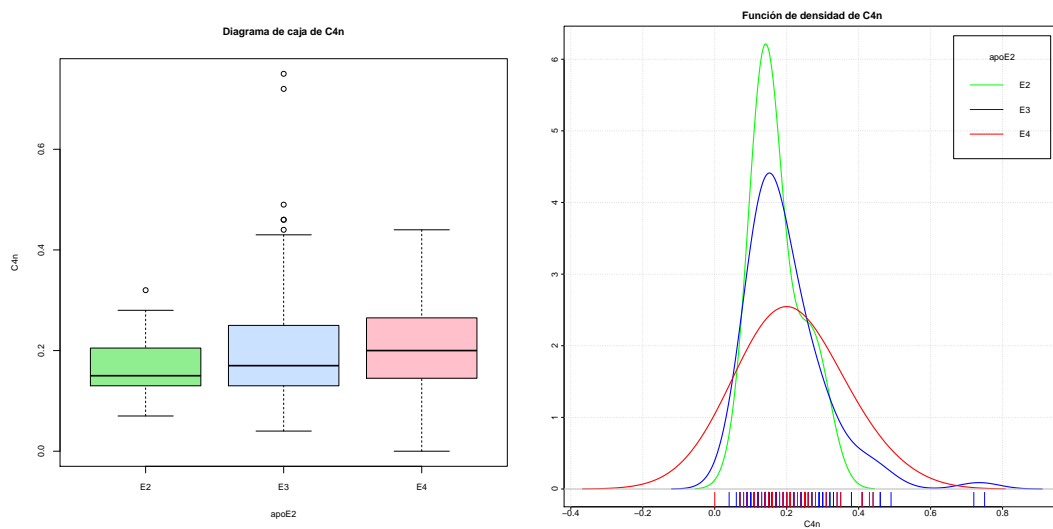 Diagrama de caja de C4n
C4n
0.0
0.2
0.4
0.6
E2
E3
E4
apoE2
Función de densidad de C4n
apoE2
E2
E3
E4
0
1
2
3
4
5
6
−0.4
−0.2
0.0
0.2
0.4
0.6
0.8
C4n